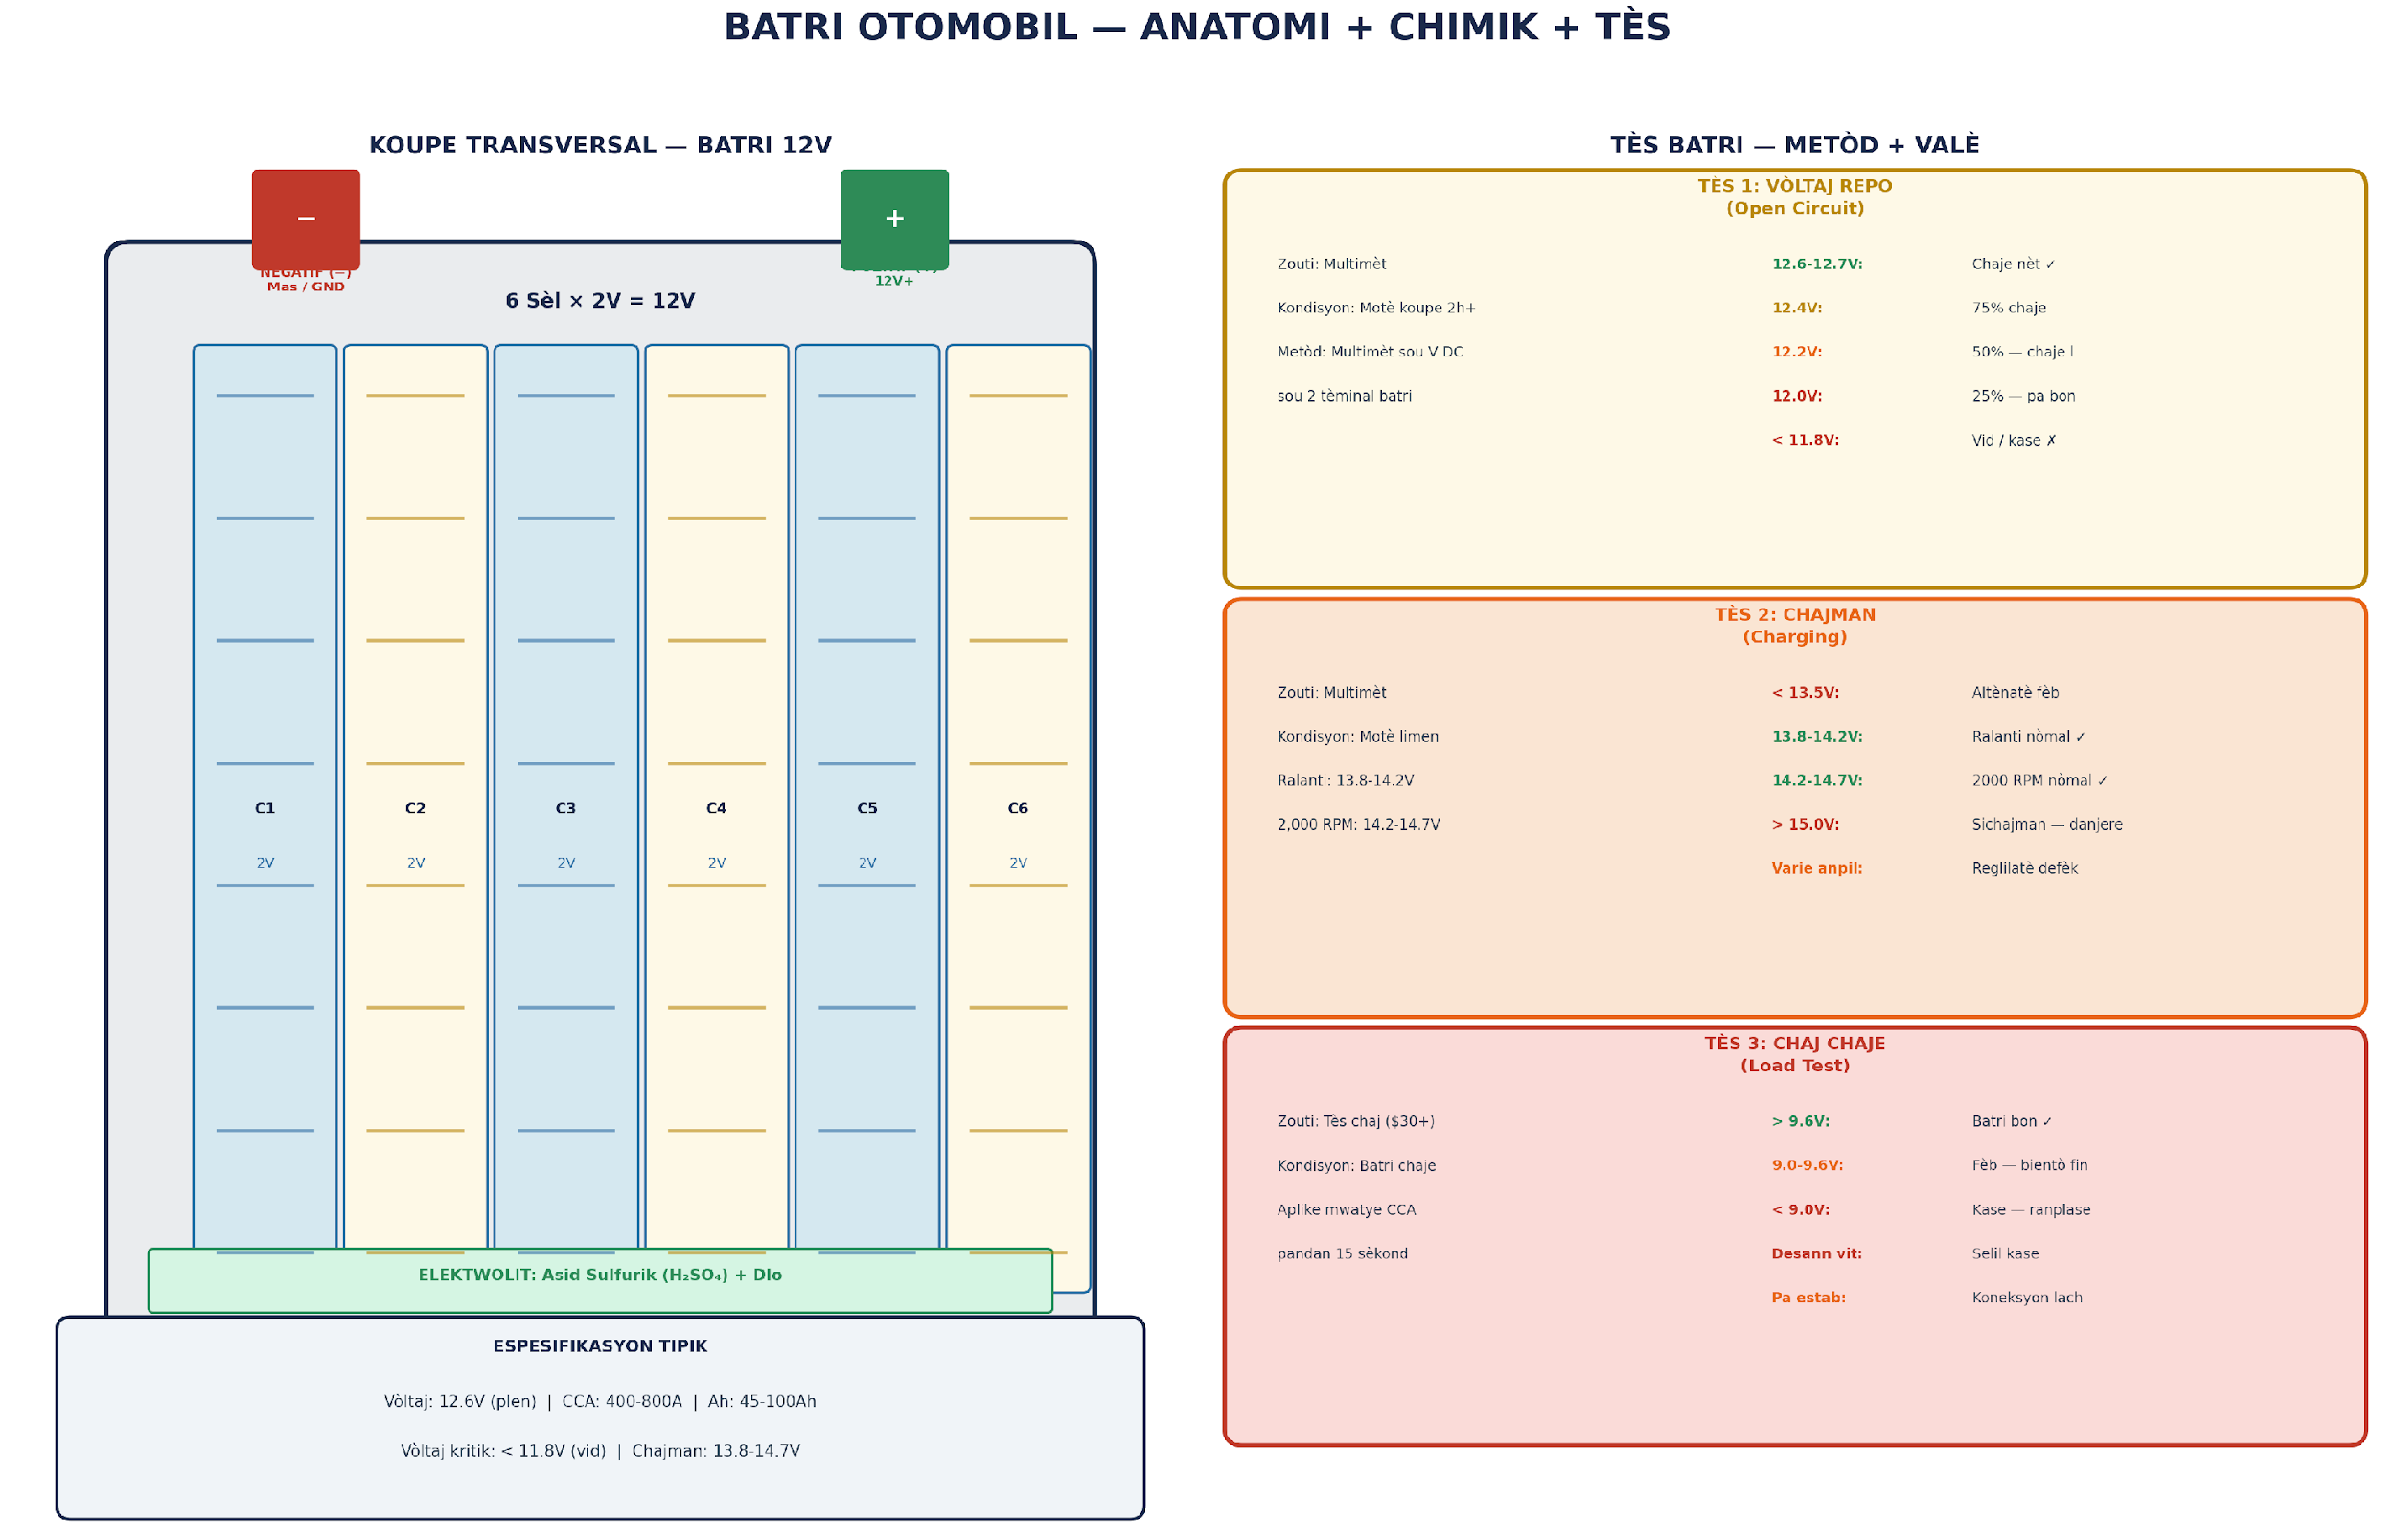 BATRI OTOMOBIL — ANATOMI + CHIMIK + TÈS
KOUPE TRANSVERSAL — BATRI 12V
−
+
NEGATIF (−)
Mas / GND
12V+
6 Sèl × 2V = 12V
C1
C2
C3
C4
C5
C6
2V
2V
2V
2V
2V
2V
ELEKTWOLIT: Asid Sulfurik (H₂SO₄) + Dlo
ESPESIFIKASYON TIPIK
Vòltaj: 12.6V (plen) | CCA: 400-800A | Ah: 45-100Ah
Vòltaj kritik: < 11.8V (vid) | Chajman: 13.8-14.7V
TÈS BATRI — METÒD + VALÈ
TÈS 1: VÒLTAJ REPO
(Open Circuit)
Zouti: Multimèt 12.6-12.7V: Chaje nèt ✓
Kondisyon: Motè koupe 2h+ 12.4V: 75% chaje
Metòd: Multimèt sou V DC 12.2V: 50% — chaje l
sou 2 tèminal batri 12.0V: 25% — pa bon
< 11.8V: Vid / kase ✗
TÈS 2: CHAJMAN
(Charging)
Zouti: Multimèt < 13.5V: Altènatè fèb
Kondisyon: Motè limen 13.8-14.2V: Ralanti nòmal ✓
Ralanti: 13.8-14.2V 14.2-14.7V: 2000 RPM nòmal ✓
2,000 RPM: 14.2-14.7V > 15.0V: Sichajman — danjere
Varie anpil: Reglilatè defèk
TÈS 3: CHAJ CHAJE
(Load Test)
Zouti: Tès chaj ($30+) > 9.6V: Batri bon ✓
Kondisyon: Batri chaje 9.0-9.6V: Fèb — bientò fin
Aplike mwatye CCA < 9.0V: Kase — ranplase
pandan 15 sèkond Desann vit: Selil kase
Pa estab: Koneksyon lach